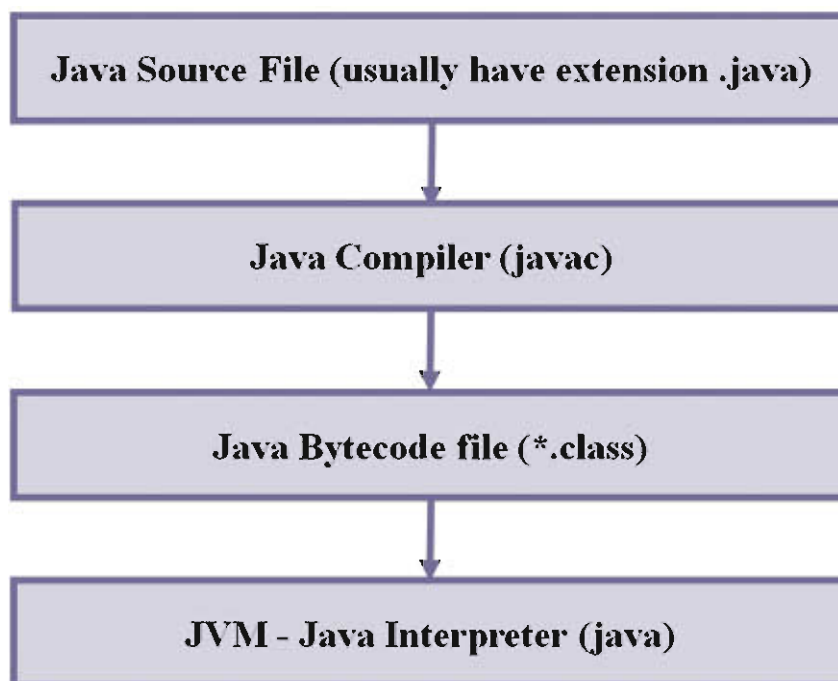 Java Source File (usually have extension .java)
Java Compiler (javac)
Java Bytecode file (*.class)
JVM - Java Interpreter (java)